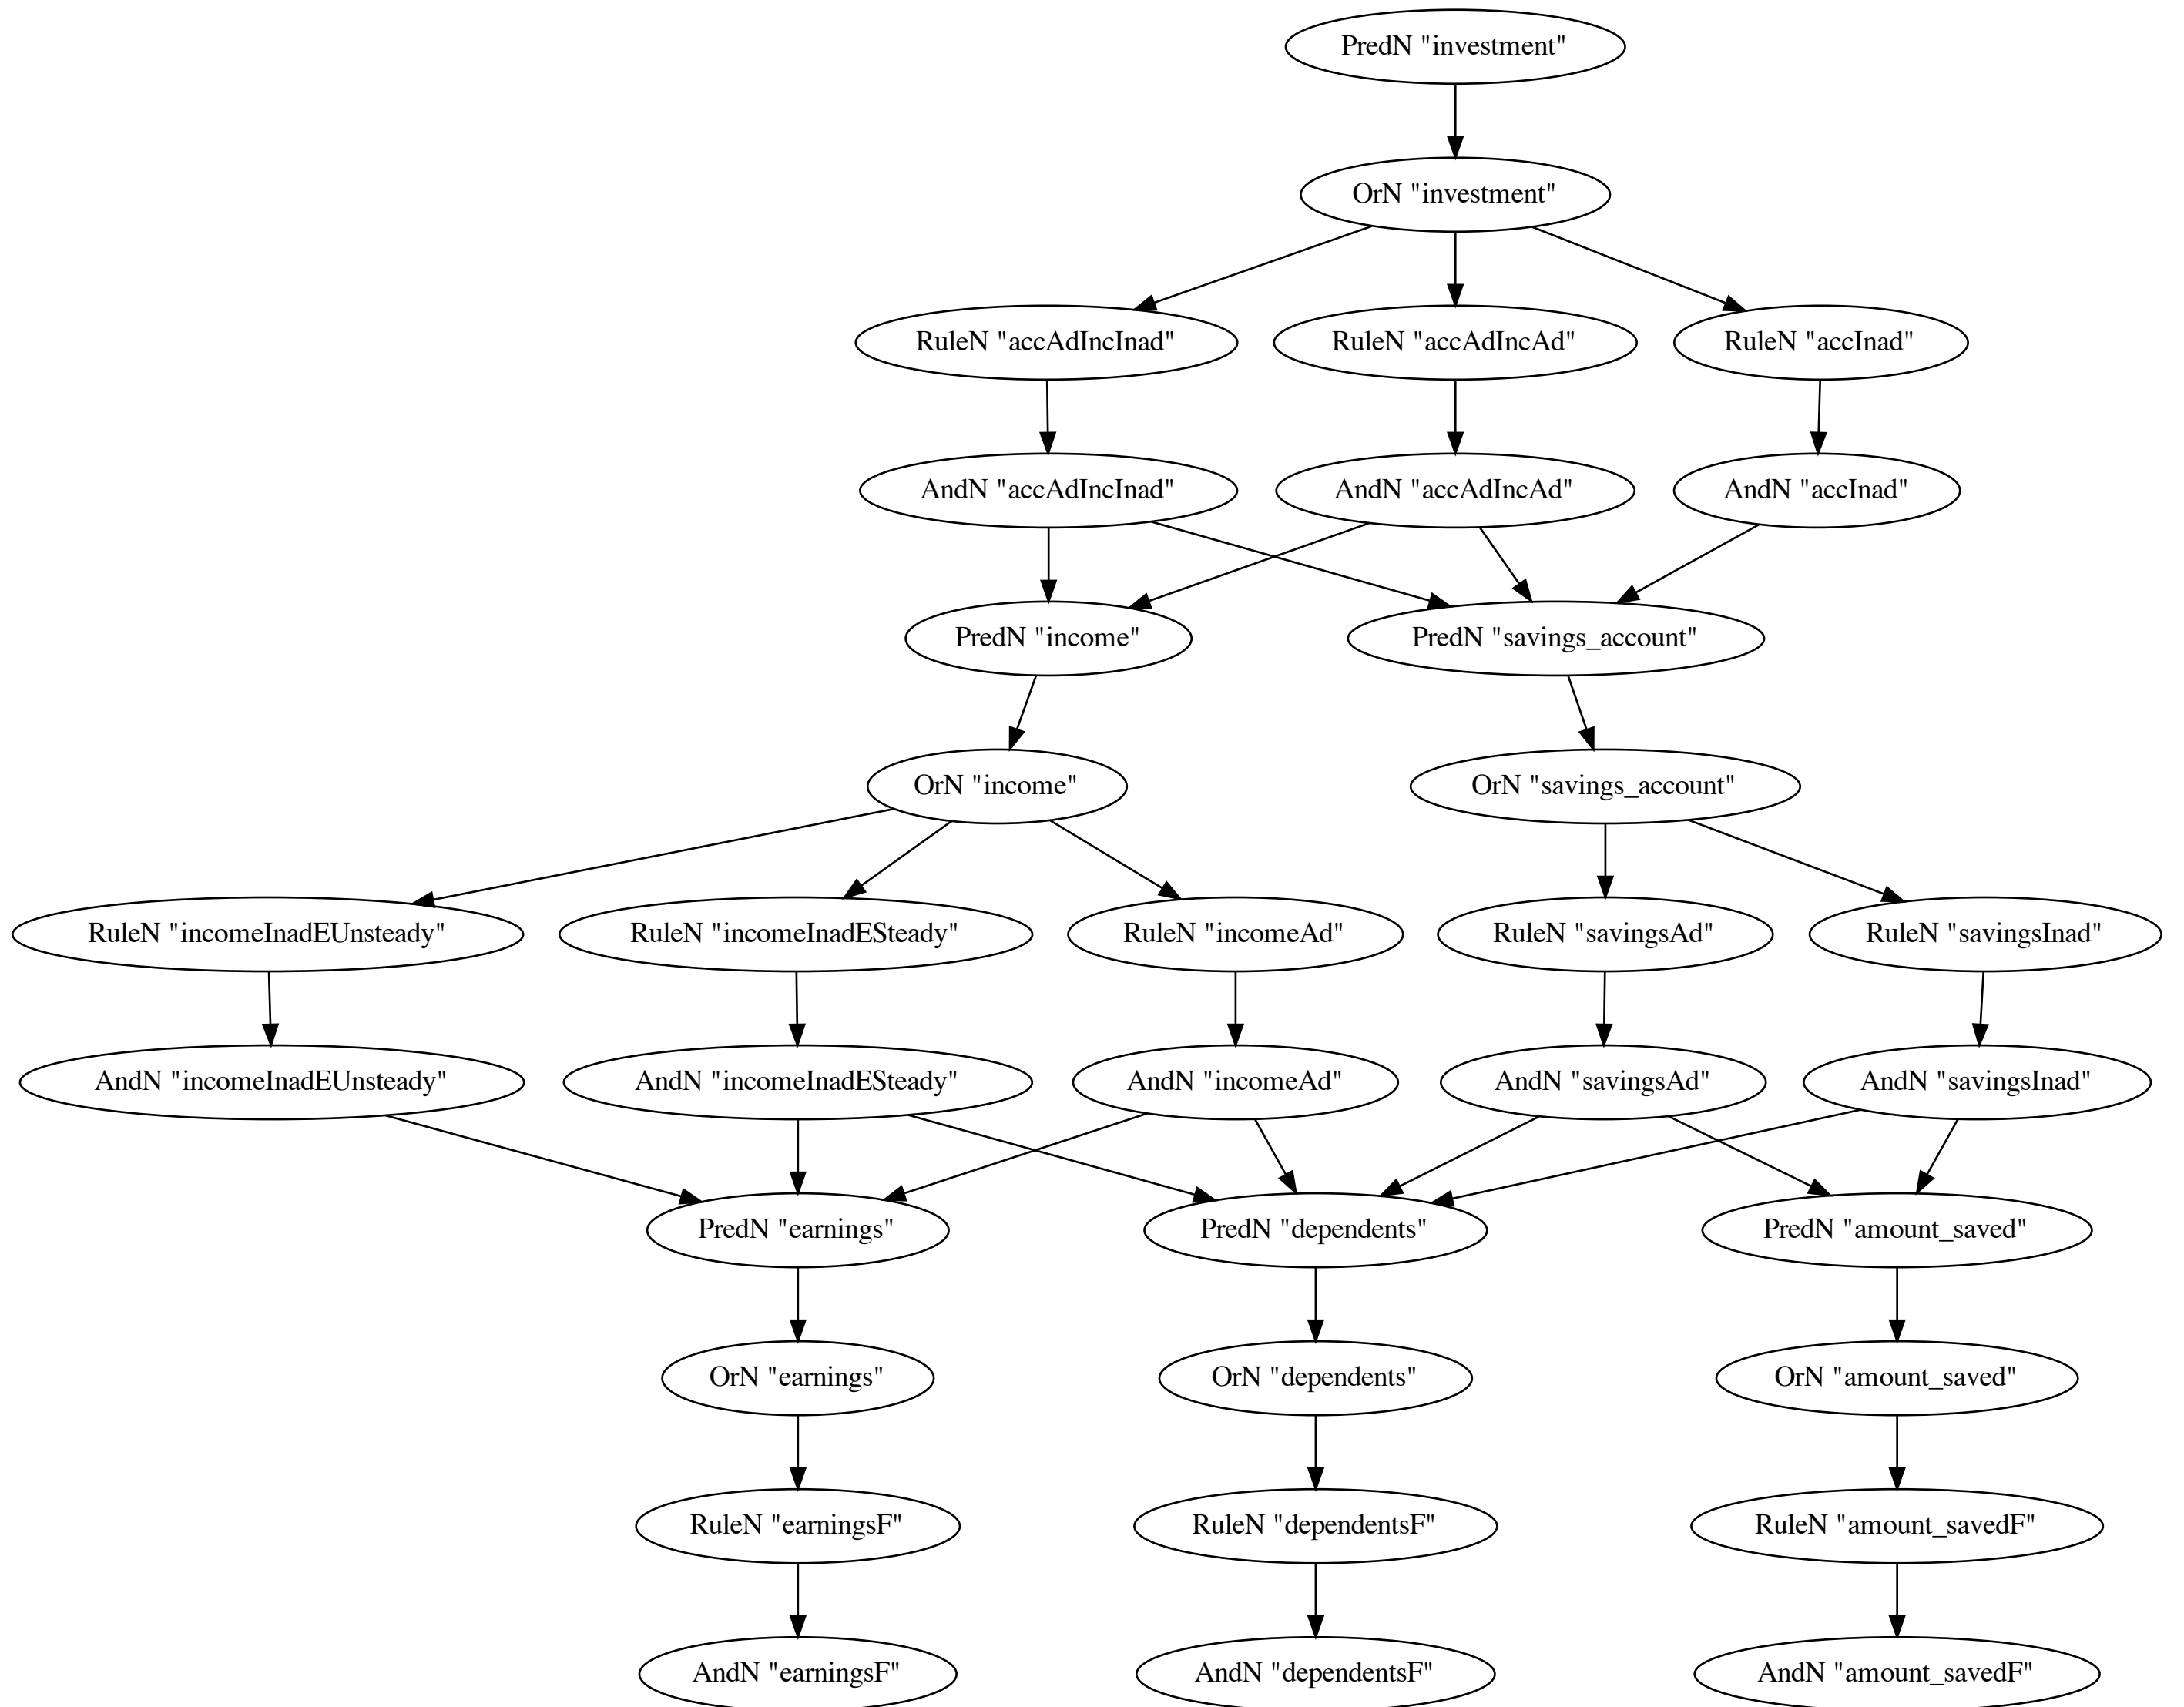 PredN "investment"
OrN "investment"
RuleN "accAdIncInad"
RuleN "accAdIncAd"
RuleN "accInad"
AndN "accAdIncInad"
AndN "accAdIncAd"
AndN "accInad"
PredN "income"
PredN "savings_account"
OrN "income"
OrN "savings_account"
RuleN "incomeInadEUnsteady"
RuleN "incomeInadESteady"
RuleN "incomeAd"
RuleN "savingsAd"
RuleN "savingsInad"
AndN "incomeInadEUnsteady"
AndN "incomeInadESteady"
AndN "incomeAd"
AndN "savingsAd"
AndN "savingsInad"
PredN "earnings"
PredN "dependents"
PredN "amount_saved"
OrN "earnings"
OrN "dependents"
OrN "amount_saved"
RuleN "earningsF"
RuleN "dependentsF"
RuleN "amount_savedF"
AndN "earningsF"
AndN "dependentsF"
AndN "amount_savedF"